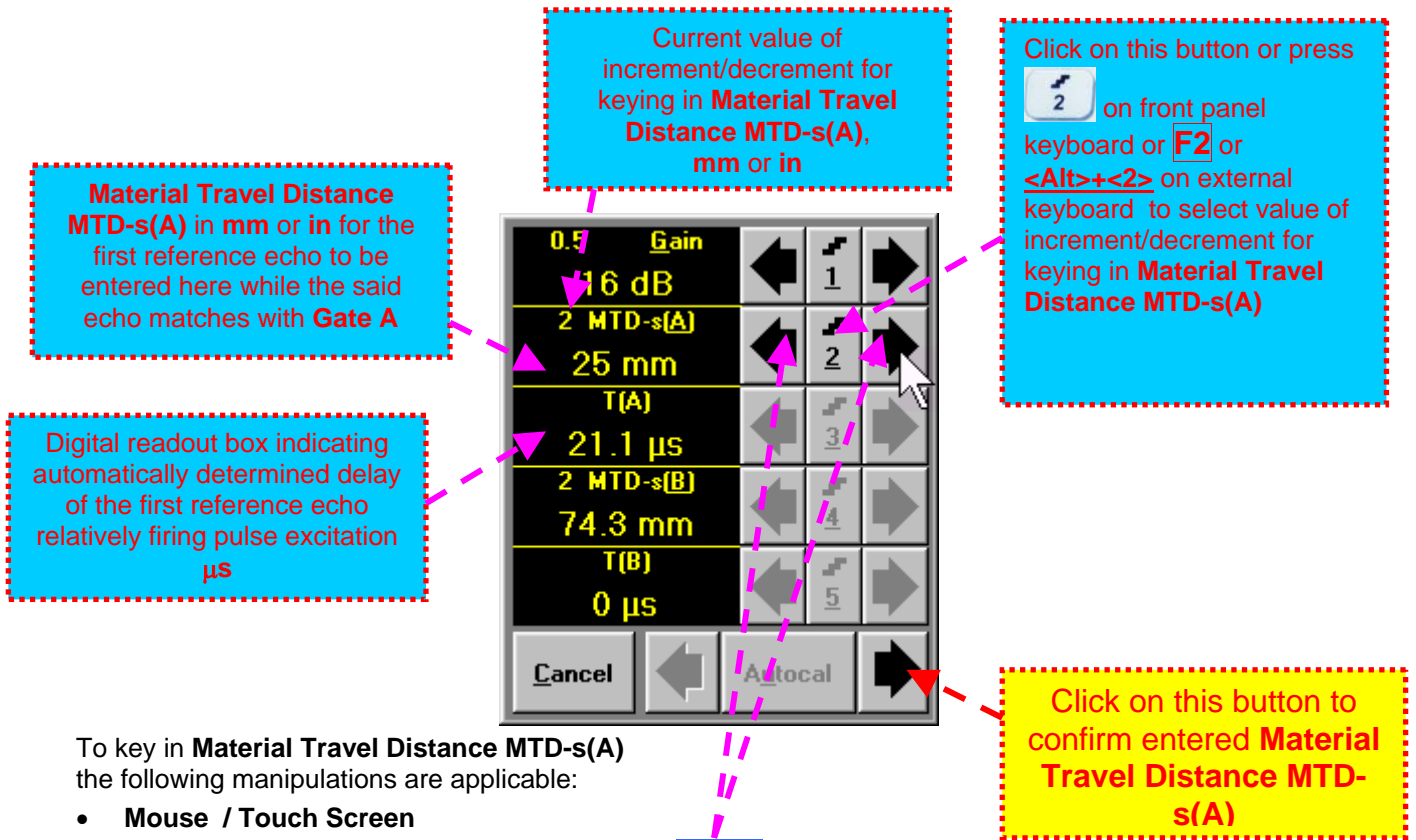 Current value of
increment/decrement for
keying in Material Travel
Distance MTD-s(A),
mm or in
Click on this button or press
2 on front panel
keyboard or F2 or
<Alt>+<2> on external
keyboard to select value of
increment/decrement for
keying in Material Travel
Distance MTD-s(A)
Material Travel Distance
MTD-s(A) in mm or in for the
first reference echo to be
entered here while the said
echo matches with Gate A
Digital readout box indicating
automatically determined delay
of the first reference echo
relatively firing pulse excitation
µs
0.5 Gain
16 dB
1
2 MTD-s(A)
25 mm
2
T(A)
21.1 µs
3
2 MTD-s(B)
74.3 mm
4
T(B)
0 µs
5
Cancel
Autocal
Click on this button to
confirm entered Material
Travel Distance MTD-
s(A)
To key in Material Travel Distance MTD-s(A)
the following manipulations are applicable:
• Mouse / Touch Screen